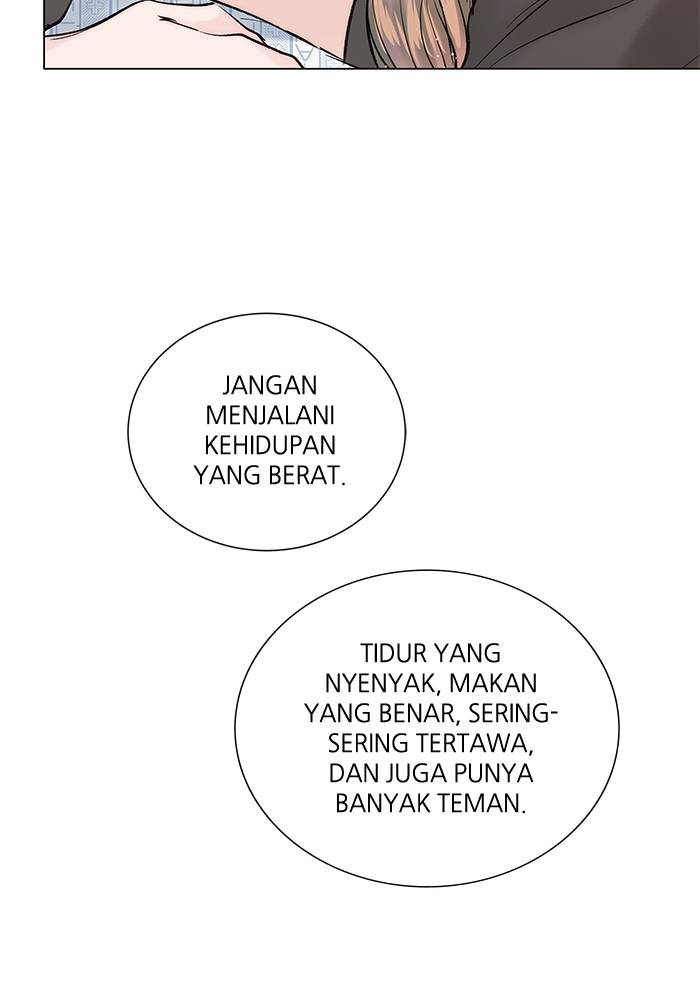 JANGAN
MENJALANI
KEHIDUPAN
YANG BERAT.
TIDUR YANG
NYENYAK, MAKAN
YANG BENAR, SERING-
SERING TERTAWA,
DAN JUGA PUNYA
BANYAK TEMAN.